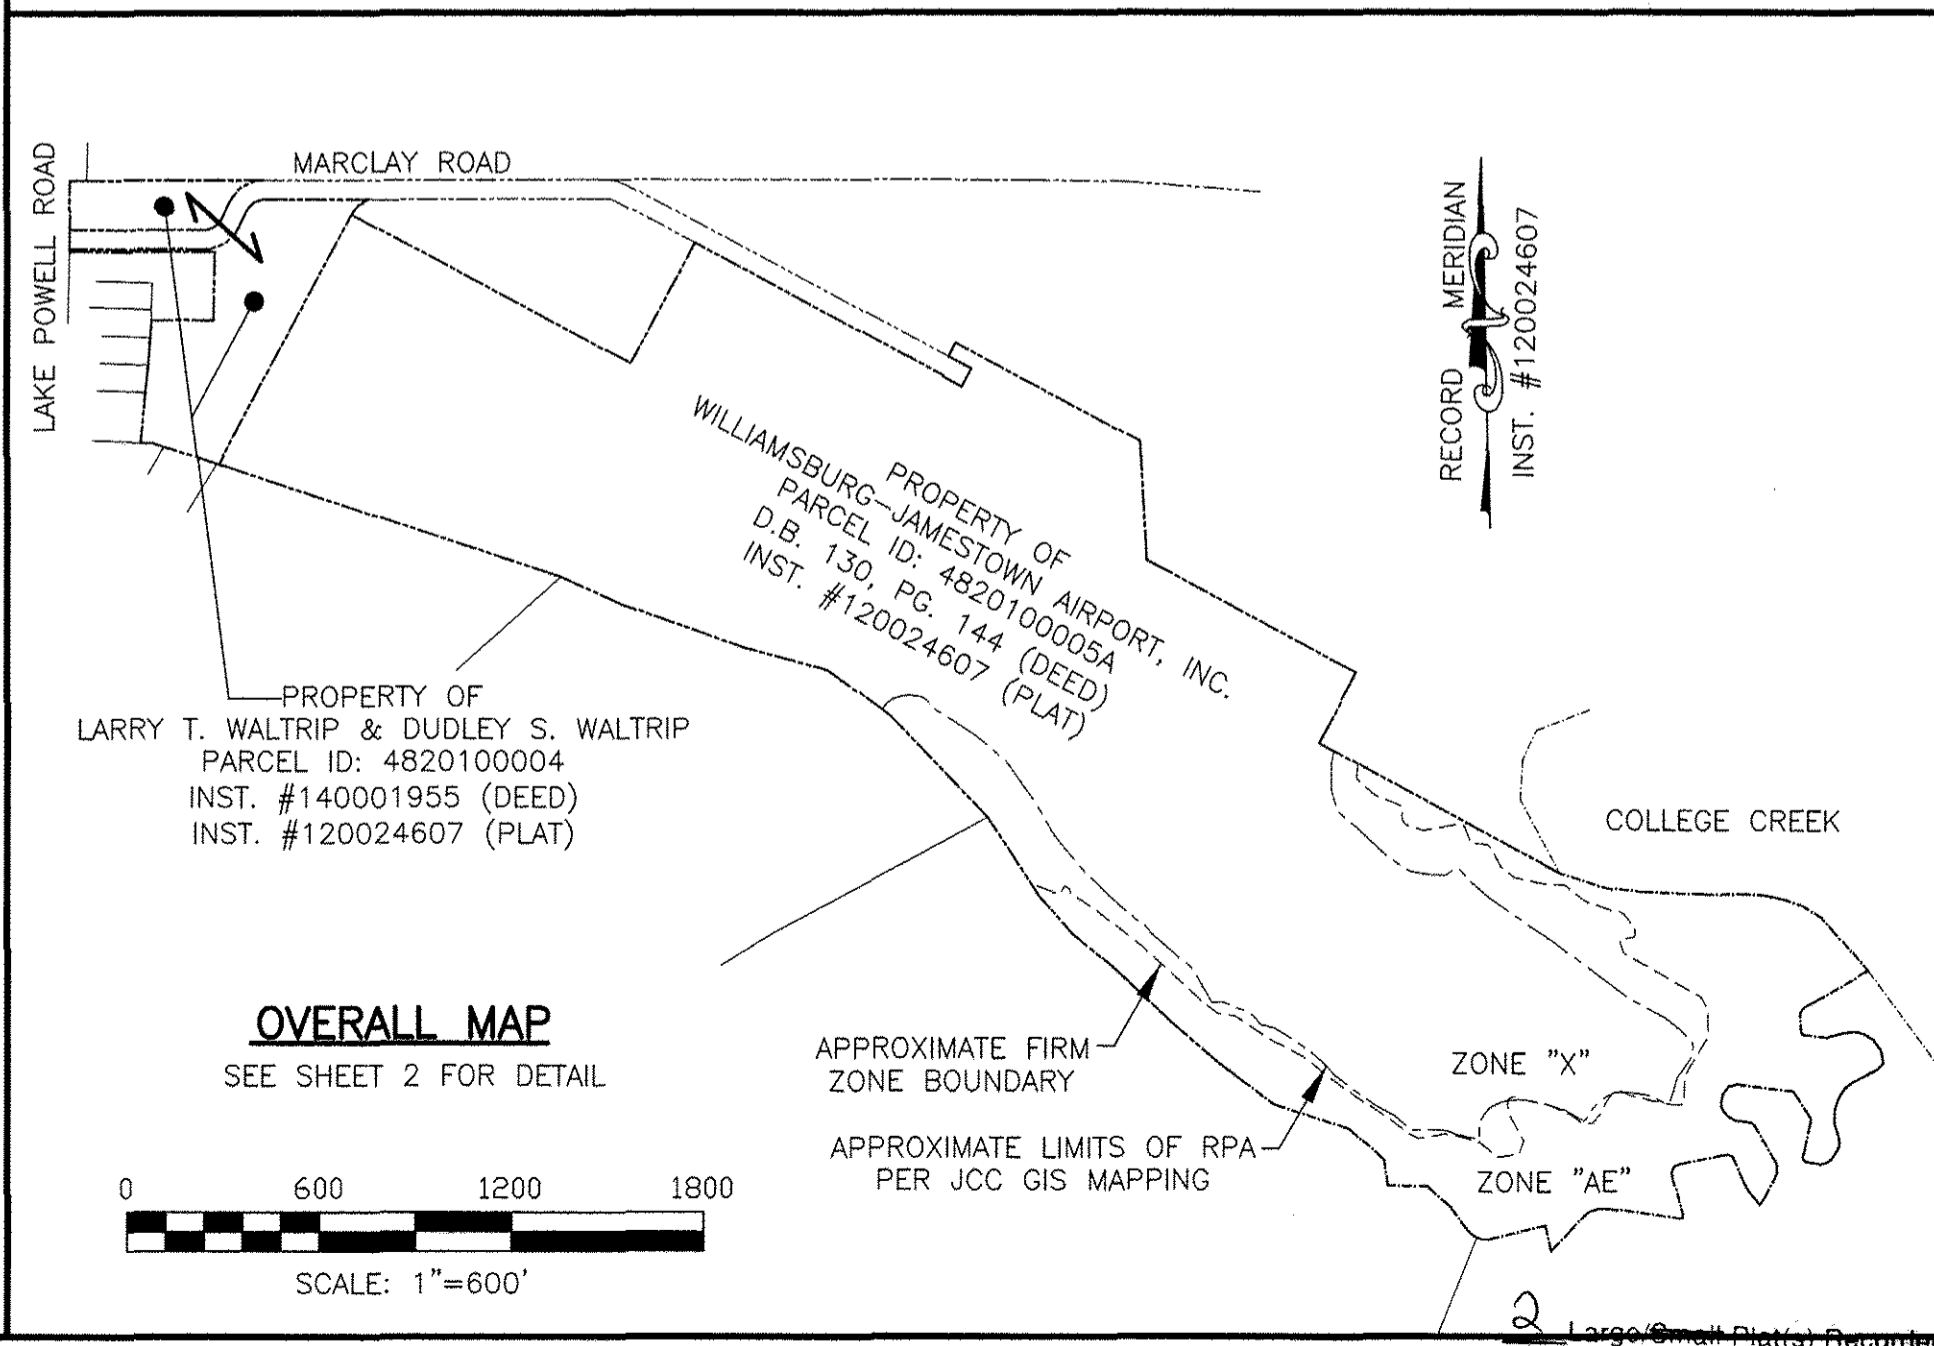 MARCLAY ROAD
LAKE POWELL ROAD
RECORD MERIDIAN
INST. #120024607
PROPERTY OF
WILLIAMSBURG-JAMESTOWN AIRPORT, INC.
PARCEL ID: 4820100005A
D.B. 130, PG. 144 (DEED)
INST. #120024607 (PLAT)
PROPERTY OF
LARRY T. WALTRIP & DUDLEY S. WALTRIP
PARCEL ID: 4820100004
INST. #140001955 (DEED)
INST. #120024607 (PLAT)
COLLEGE CREEK
OVERALL MAP
SEE SHEET 2 FOR DETAIL
APPROXIMATE FIRM
ZONE BOUNDARY
ZONE "X"
APPROXIMATE LIMITS OF RPA
PER JCC GIS MAPPING
ZONE "AE"
0 600 1200 1800
SCALE: 1"=600'
2 Large/Small Plat(s)